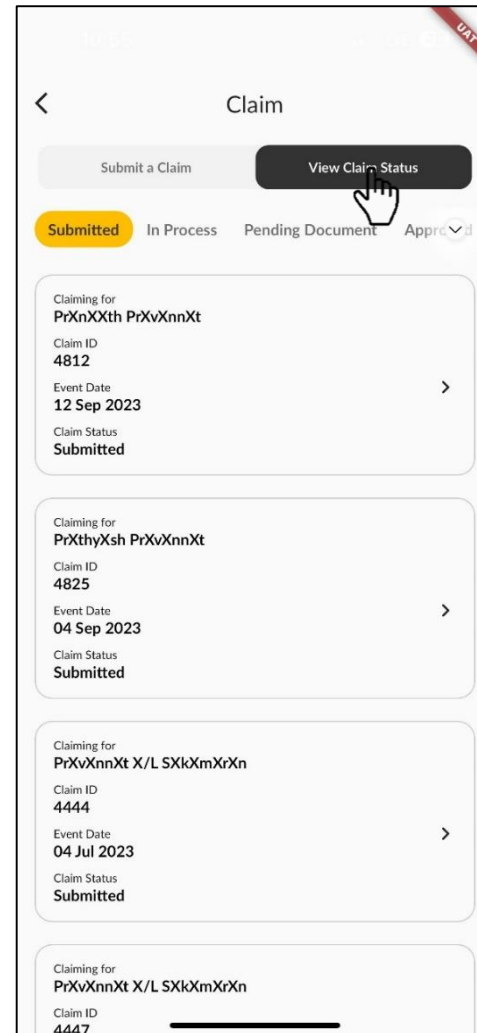 UAT
Claim
Submit a Claim View Claim Status
Submitted In Process Pending Document Approved
Claiming for
PrXnXXth PrXvXnnXt
Claim ID
4812
Event Date
12 Sep 2023
Claim Status
Submitted
Claiming for
PrXthyXsh PrXvXnnXt
Claim ID
4825
Event Date
04 Sep 2023
Claim Status
Submitted
Claiming for
PrXvXnnXt X/L SXkXmXrXn
Claim ID
4444
Event Date
04 Jul 2023
Claim Status
Submitted
Claiming for
PrXvXnnXt X/L SXkXmXrXn
Claim ID
4447